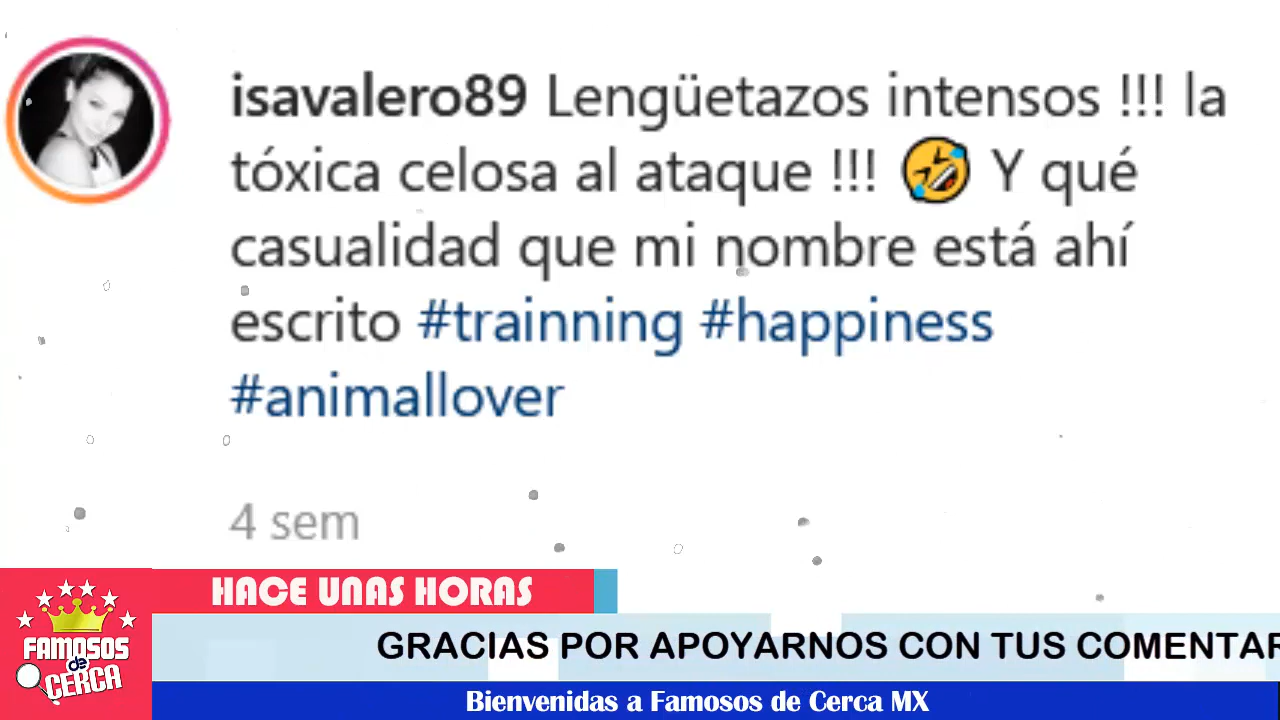 isavalero89 Lengüetazos intensos !!! la
tóxica celosa al ataque !!! 🤣 Y qué
casualidad que mi nombre está ahí
escrito #trainning #happiness
#animallover
4 sem
HACE UNAS HORAS
FAMOSOS
de
CERCA
GRACIAS POR APOYARNOS CON TUS COMENTAR
Bienvenidas a Famosos de Cerca MX